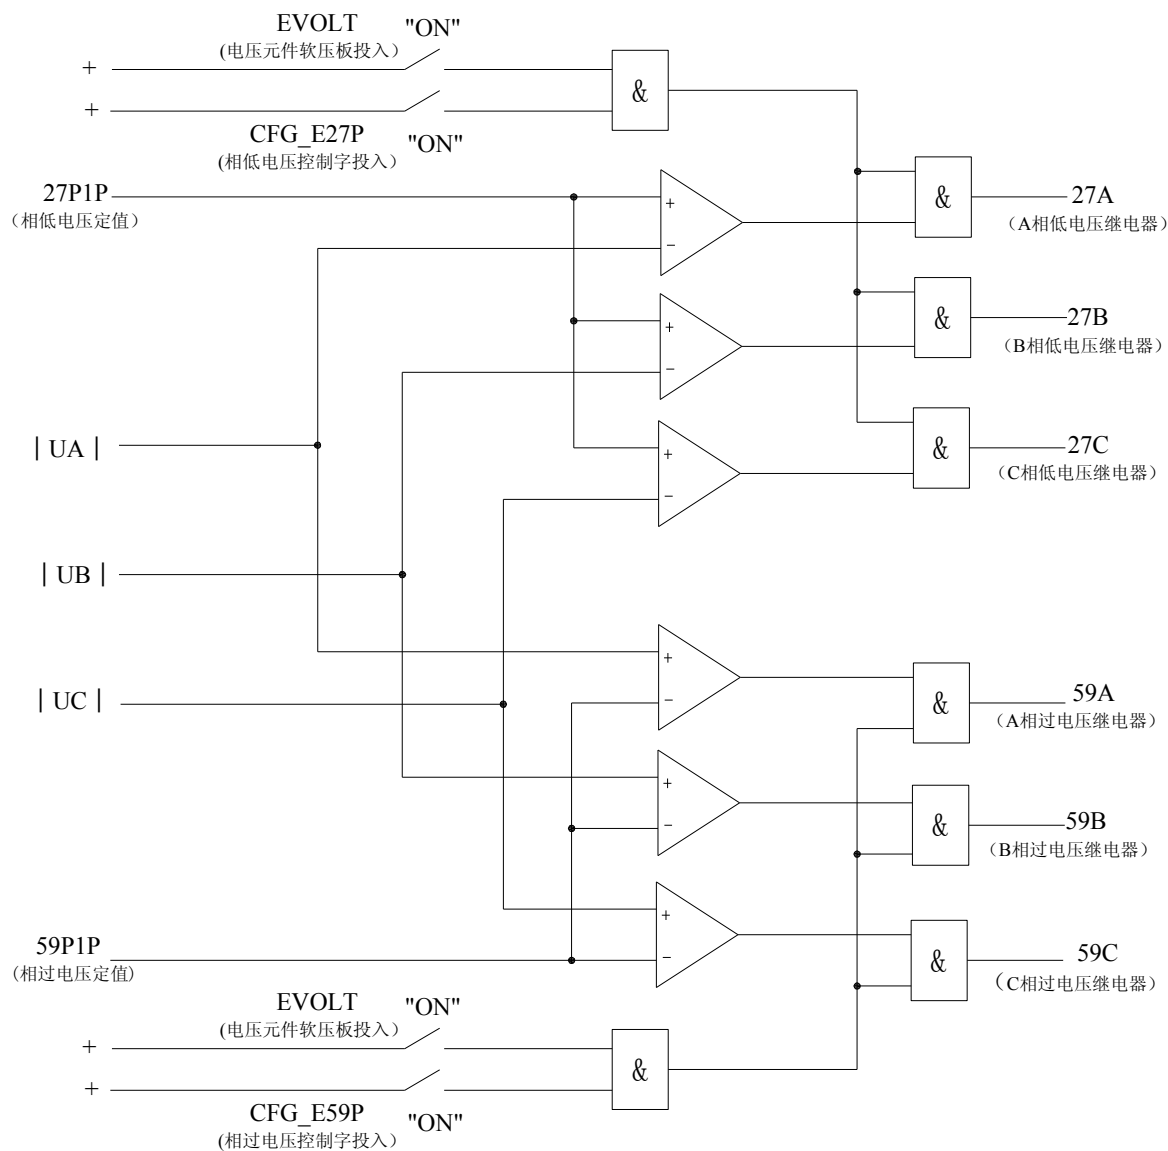 EVOLT "ON"
(电压元件软压板投入)
+
&
+
CFG_E27P "ON"
(相低电压控制字投入)
27P1P
(相低电压定值)
+
−
&
27A
(A相低电压继电器)
+
−
&
27B
(B相低电压继电器)
|UA|
+
−
&
27C
(C相低电压继电器)
|UB|
|UC|
+
−
&
59A
(A相过电压继电器)
+
−
&
59B
(B相过电压继电器)
59P1P
(相过电压定值)
+
−
&
59C
(C相过电压继电器)
EVOLT "ON"
(电压元件软压板投入)
+
&
+
CFG_E59P "ON"
(相过电压控制字投入)